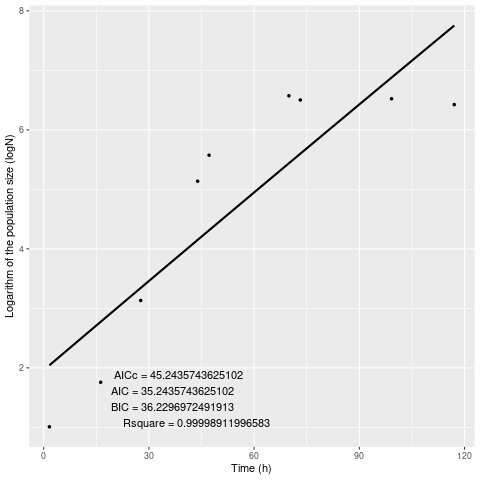 8
6
4
2
Logarithm of the population size (logN)
AICc = 45.2435743625102
AIC = 35.2435743625102
BIC = 36.2296972491913
Rsquare = 0.99998911996583
0 30 60 90 120
Time (h)